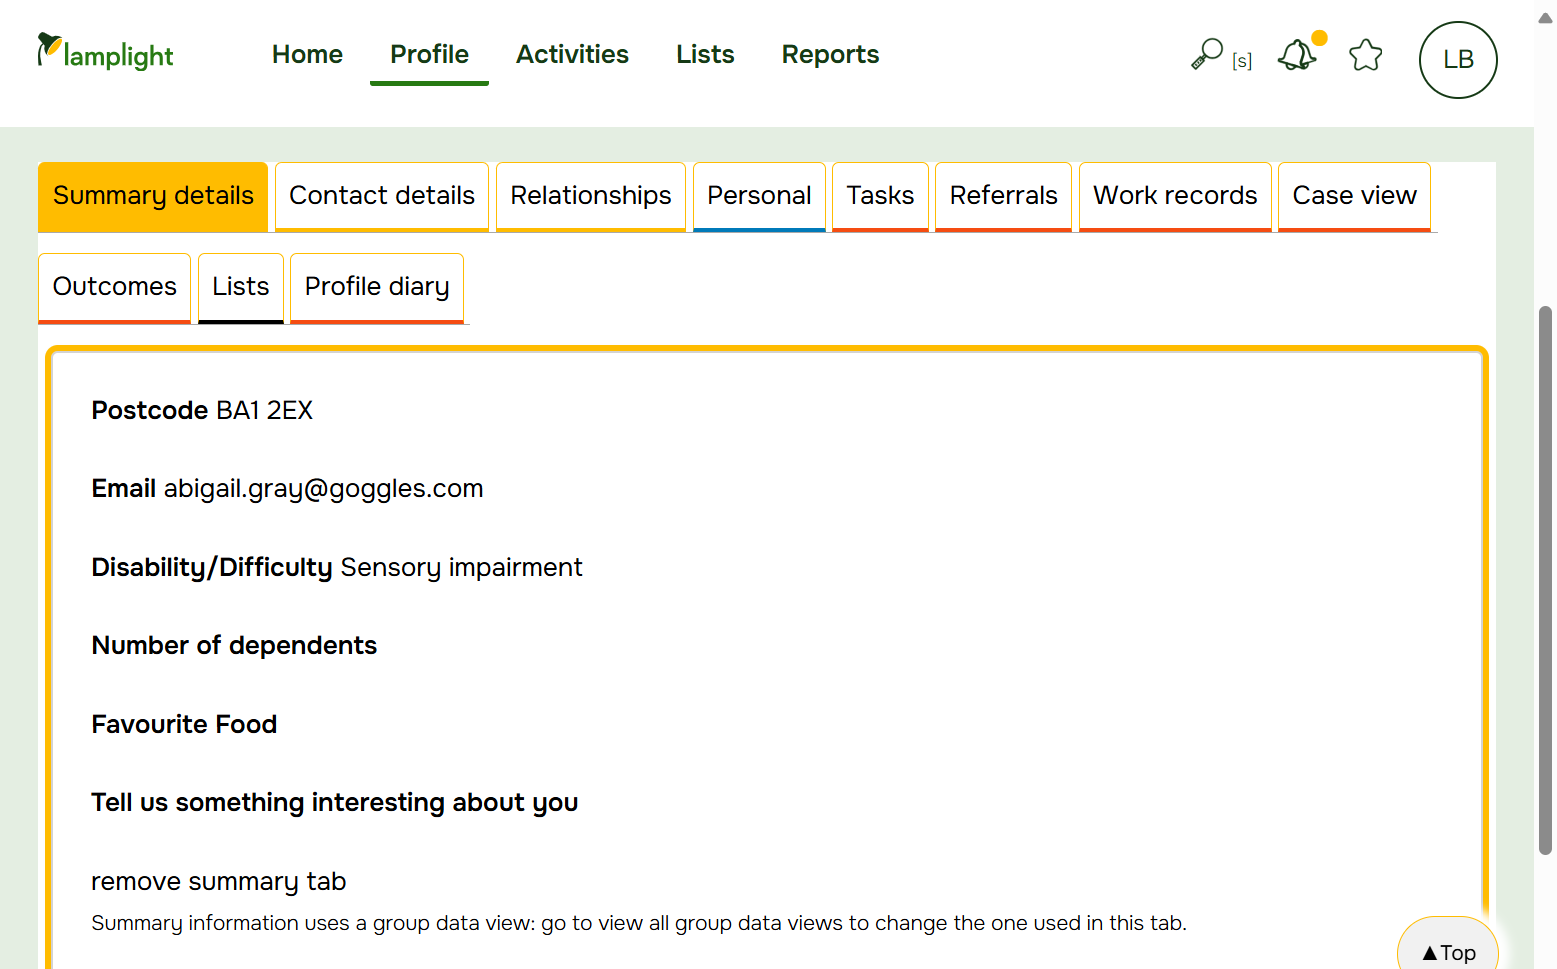 lamplight
Home Profile Activities Lists Reports [s] LB
Summary details Contact details Relationships Personal Tasks Referrals Work records Case view
Outcomes Lists Profile diary
Postcode BA1 2EX
Email abigail.gray@goggles.com
Disability/Difficulty Sensory impairment
Number of dependents
Favourite Food
Tell us something interesting about you
remove summary tab
Summary information uses a group data view: go to view all group data views to change the one used in this tab.
▲Top